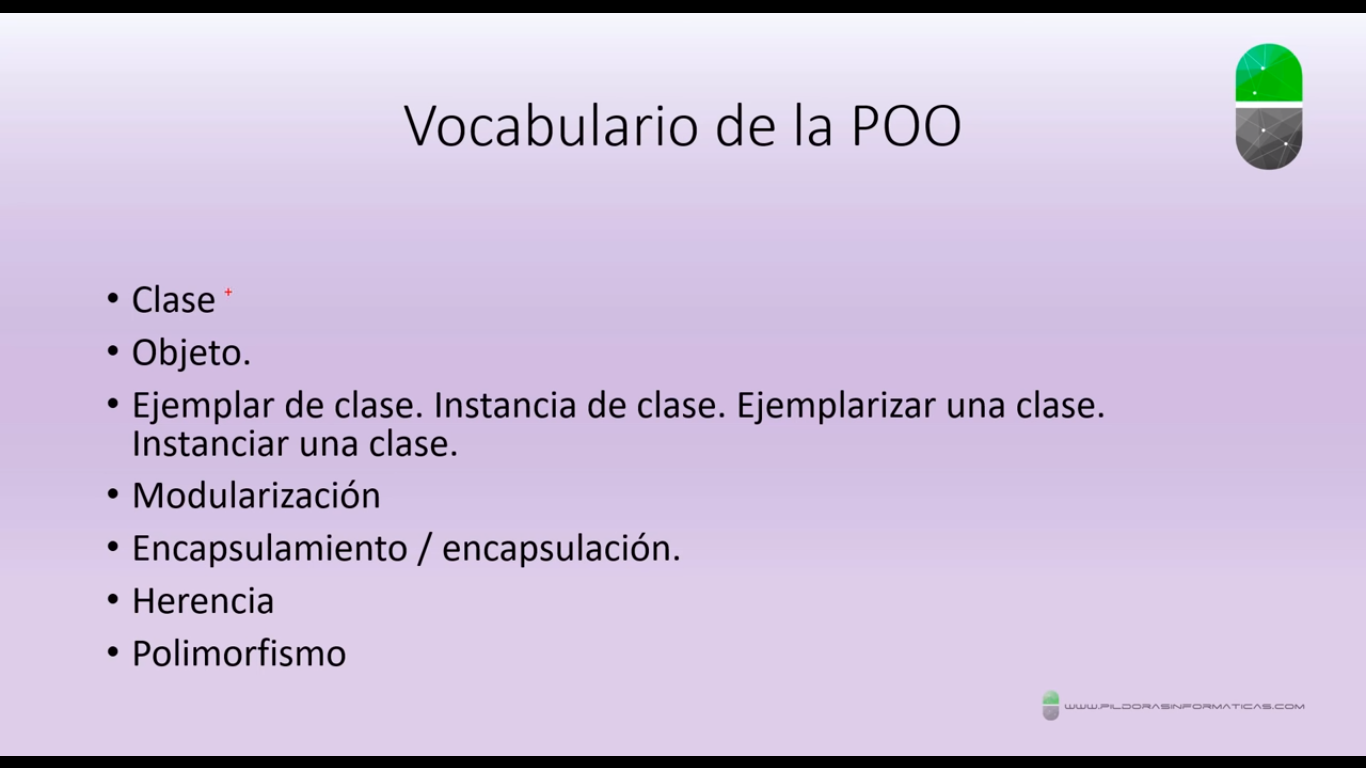 Vocabulario de la POO
• Clase
• Objeto.
• Ejemplar de clase. Instancia de clase. Ejemplarizar una clase.
Instanciar una clase.
• Modularización
• Encapsulamiento / encapsulación.
• Herencia
• Polimorfismo
WWW.PILDORASINFORMATICAS.COM